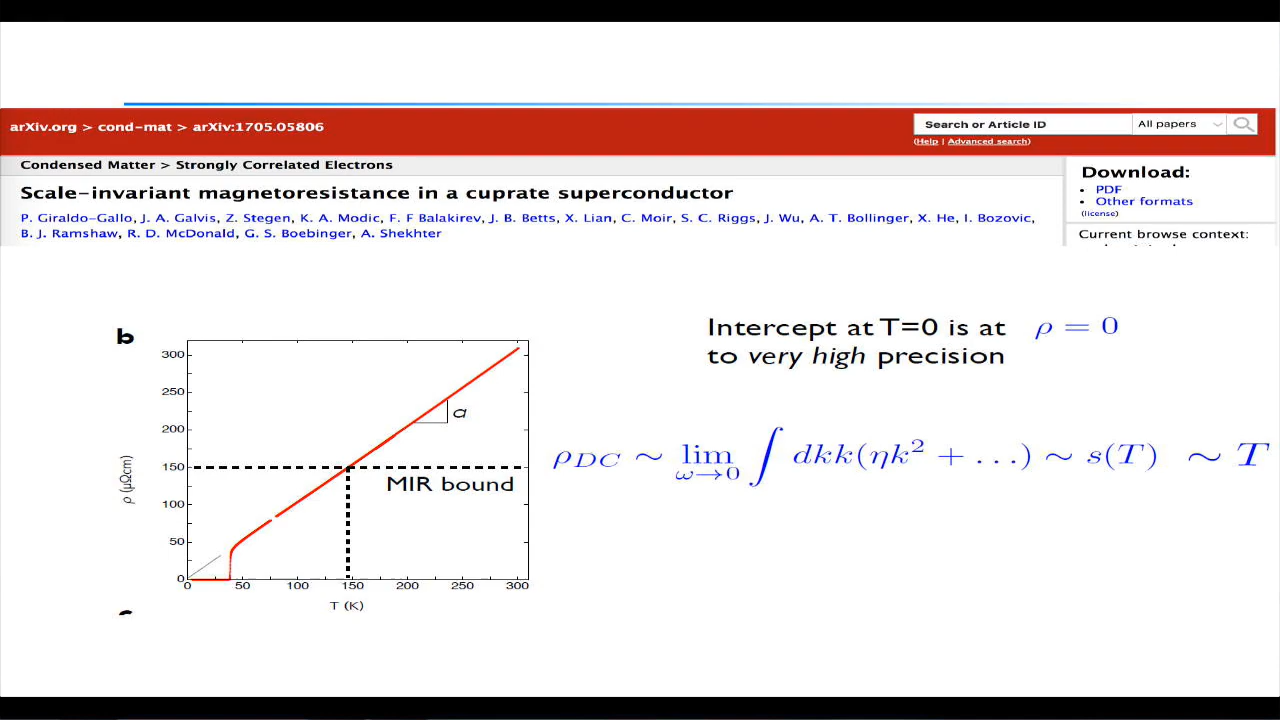 arXiv.org > cond-mat > arXiv:1705.05806
Search or Article ID
All papers
(Help | Advanced search)
Condensed Matter > Strongly Correlated Electrons
Scale-invariant magnetoresistance in a cuprate superconductor
P. Giraldo-Gallo, J. A. Galvis, Z. Stegen, K. A. Modic, F. F Balakirev, J. B. Betts, X. Lian, C. Moir, S. C. Riggs, J. Wu, A. T. Bollinger, X. He, I. Bozovic,
B. J. Ramshaw, R. D. McDonald, G. S. Boebinger, A. Shekhter
Download:
• PDF
• Other formats
(license)
Current browse context:
b
Intercept at T=0 is at ρ = 0
to very high precision
ρ_DC ∼ lim_{ω→0} ∫ dkk(ηk² + …) ∼ s(T) ∼ T
300
250
200
150
100
50
0
ρ (μΩcm)
a
MIR bound
0 50 100 150 200 250 300
T (K)